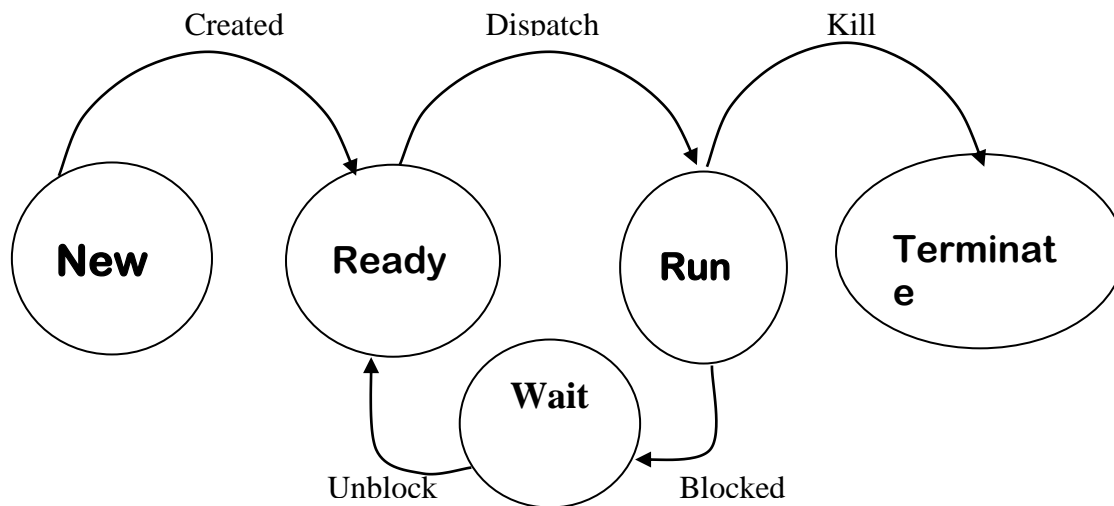 Created
Dispatch
Kill
New
Ready
Run
Terminat
e
Wait
Unblock
Blocked